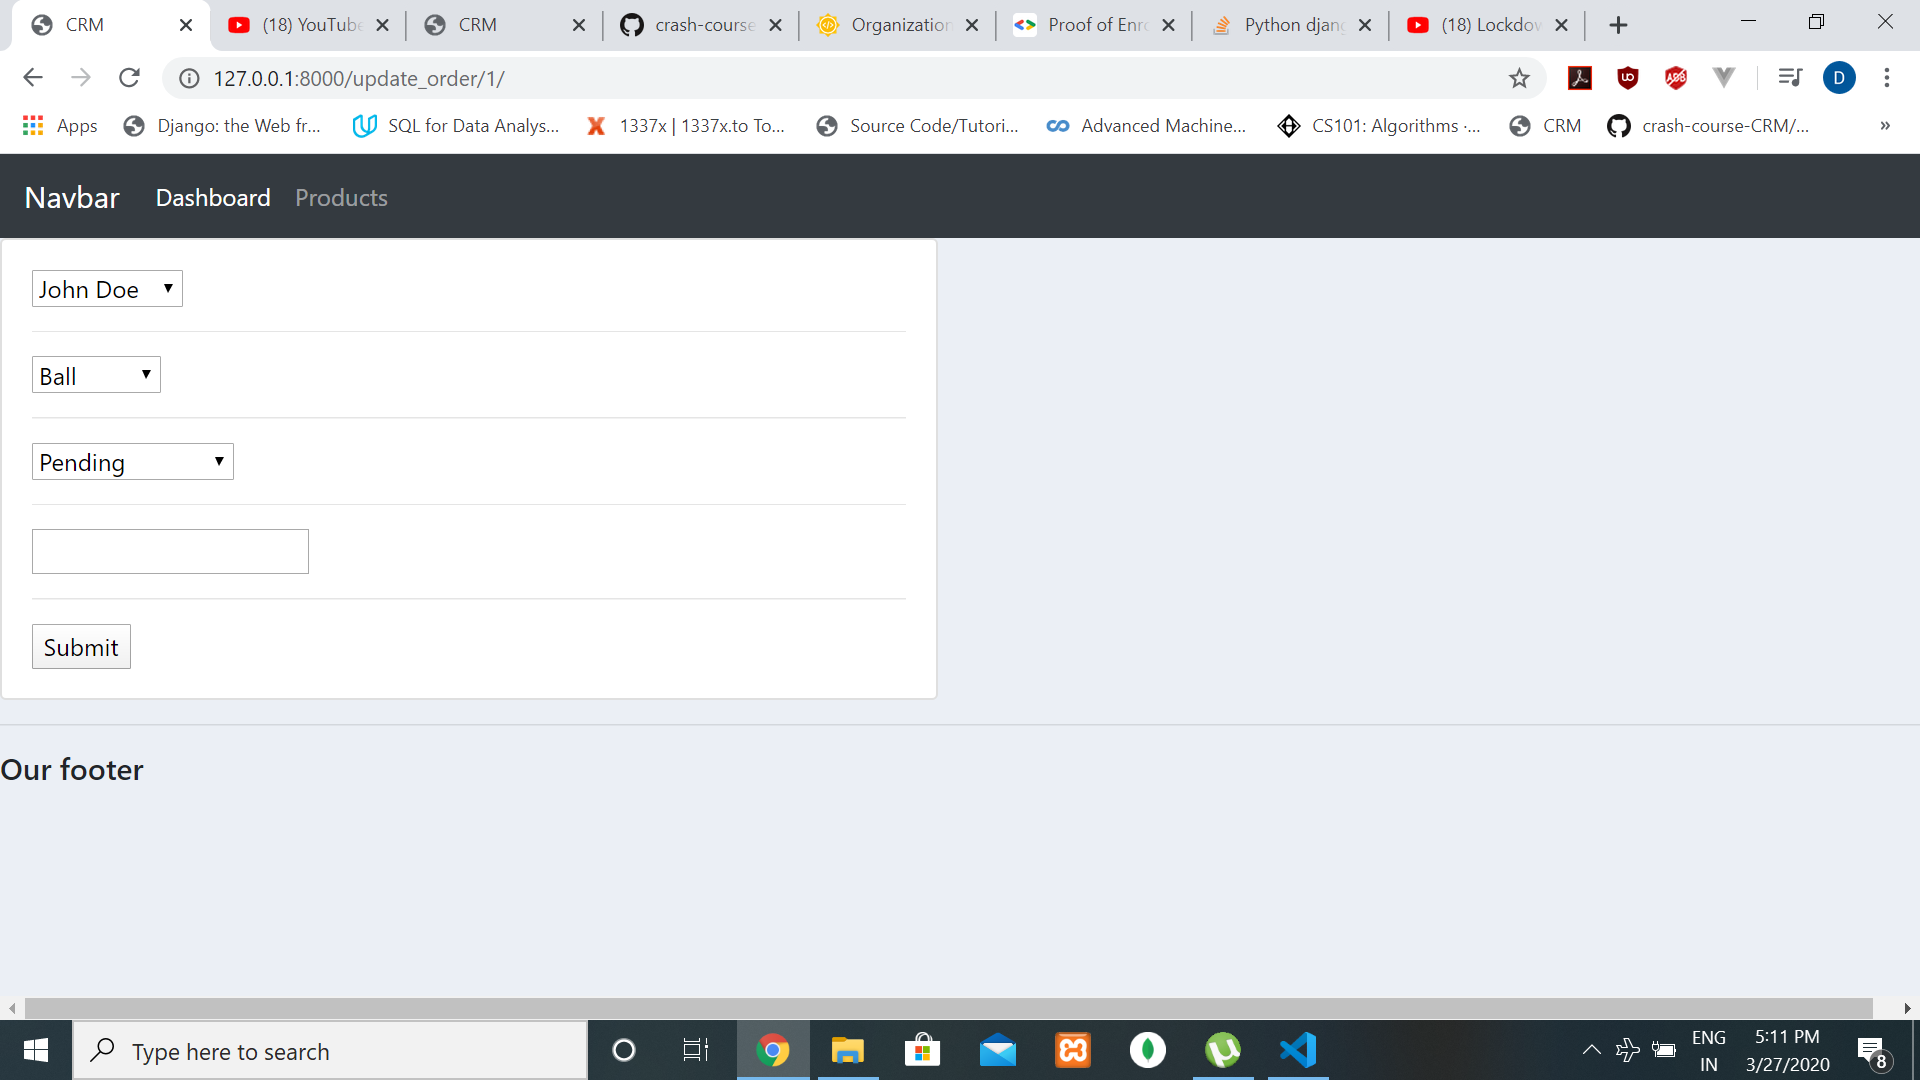 CRM
(18) YouTube
CRM
crash-course
Organization
Proof of Enro
Python djang
(18) Lockdov
127.0.0.1:8000/update_order/1/
D
Apps
Django: the Web fr...
SQL for Data Analys...
1337x | 1337x.to To...
Source Code/Tutori...
Advanced Machine...
CS101: Algorithms ·...
CRM
crash-course-CRM/...
»
Navbar
Dashboard
Products
John Doe
Ball
Pending
Submit
Our footer
Type here to search
ENG
IN
5:11 PM
3/27/2020
8